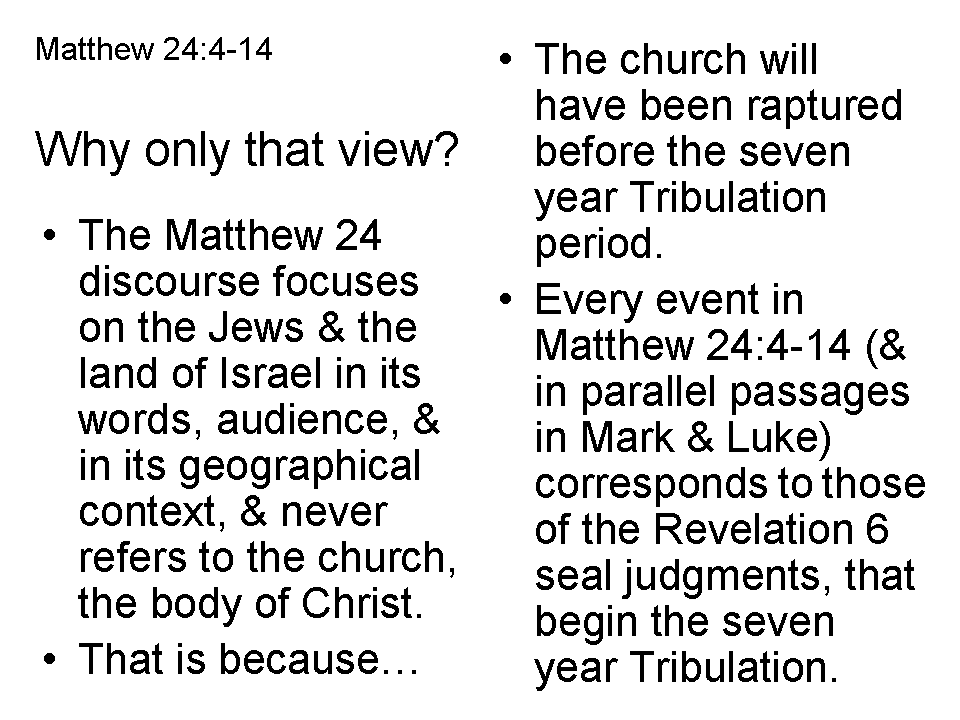 Matthew 24:4-14
Why only that view?
• The Matthew 24
discourse focuses
on the Jews & the
land of Israel in its
words, audience, &
in its geographical
context, & never
refers to the church,
the body of Christ.
• That is because…
• The church will
have been raptured
before the seven
year Tribulation
period.
• Every event in
Matthew 24:4-14 (&
in parallel passages
in Mark & Luke)
corresponds to those
of the Revelation 6
seal judgments, that
begin the seven
year Tribulation.